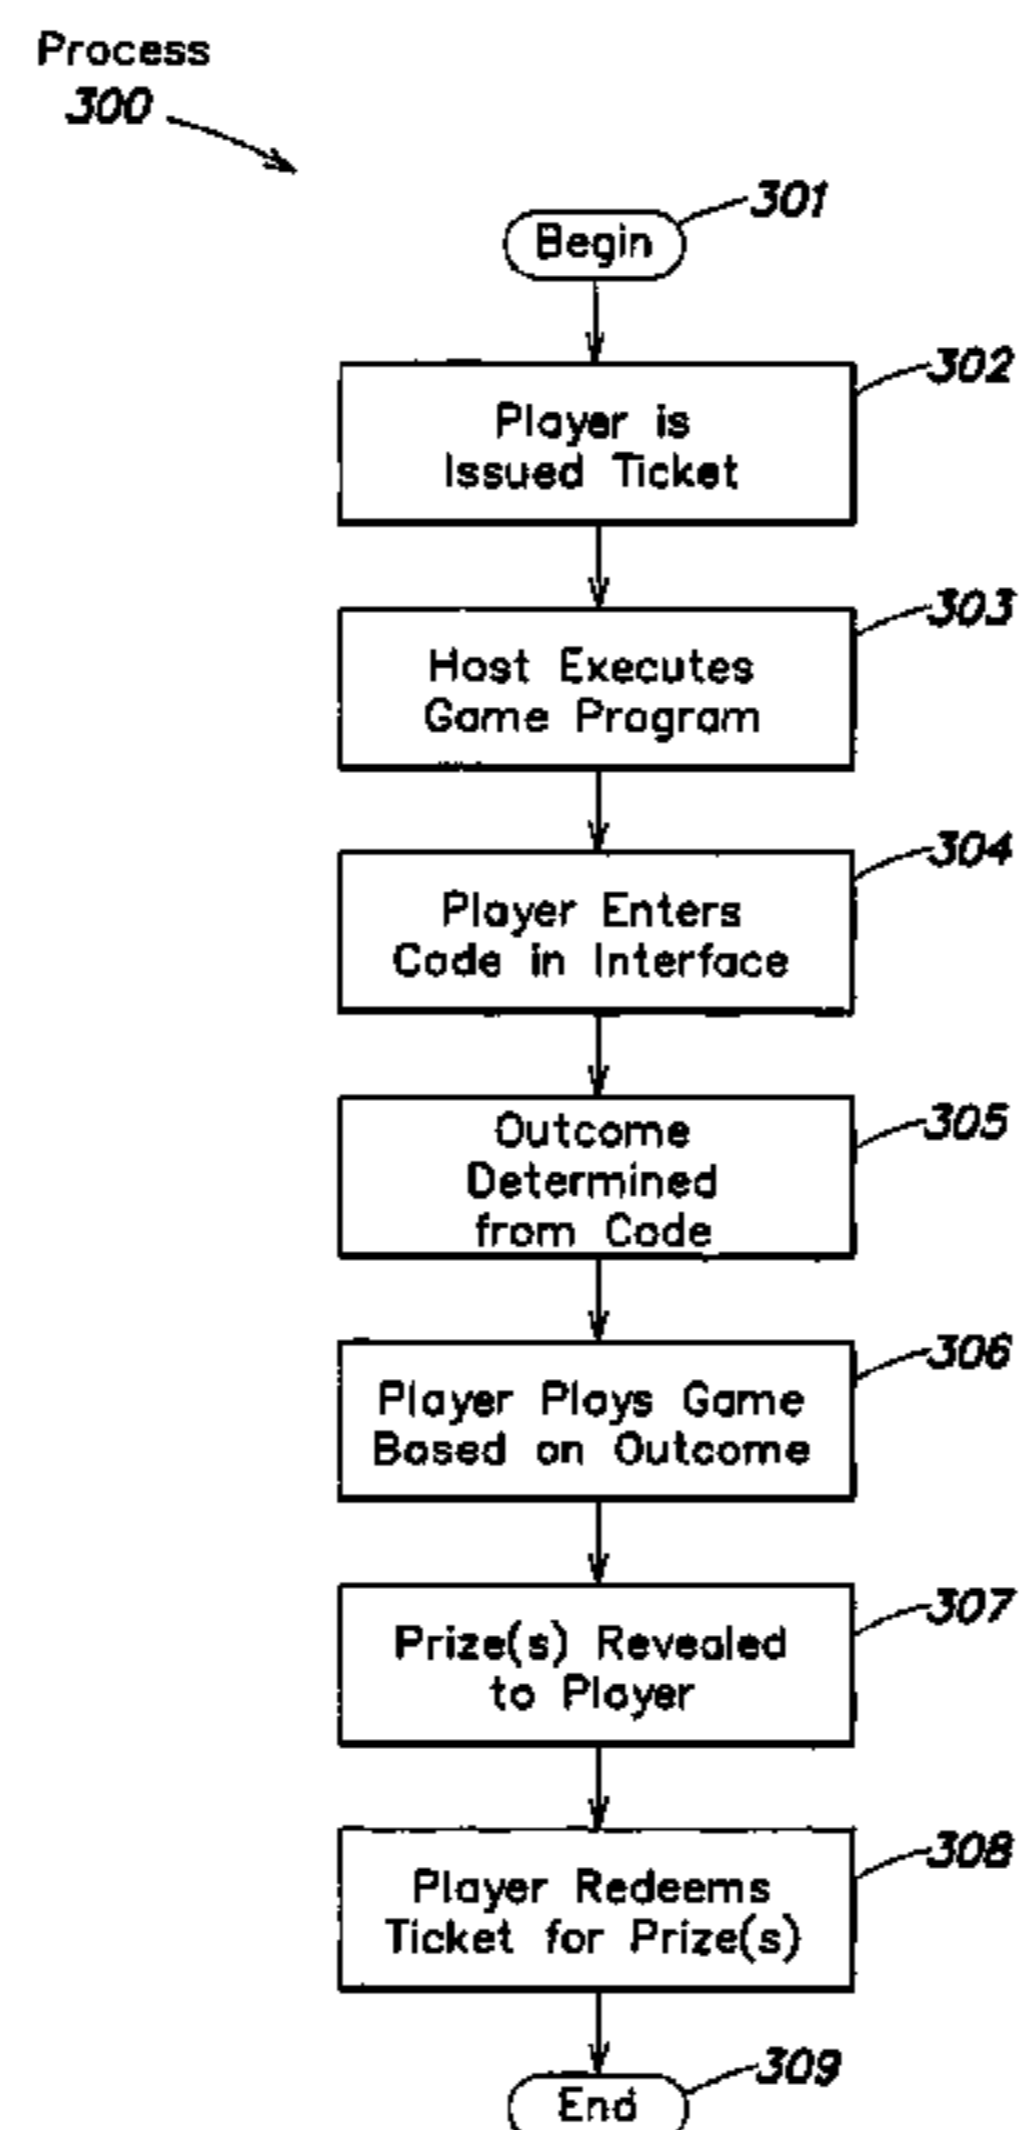 Process
300
301
Begin
302
Player is
Issued Ticket
303
Host Executes
Game Program
304
Player Enters
Code in Interface
305
Outcome
Determined
from Code
306
Player Plays Game
Based on Outcome
307
Prize(s) Revealed
to Player
308
Player Redeems
Ticket for Prize(s)
309
End